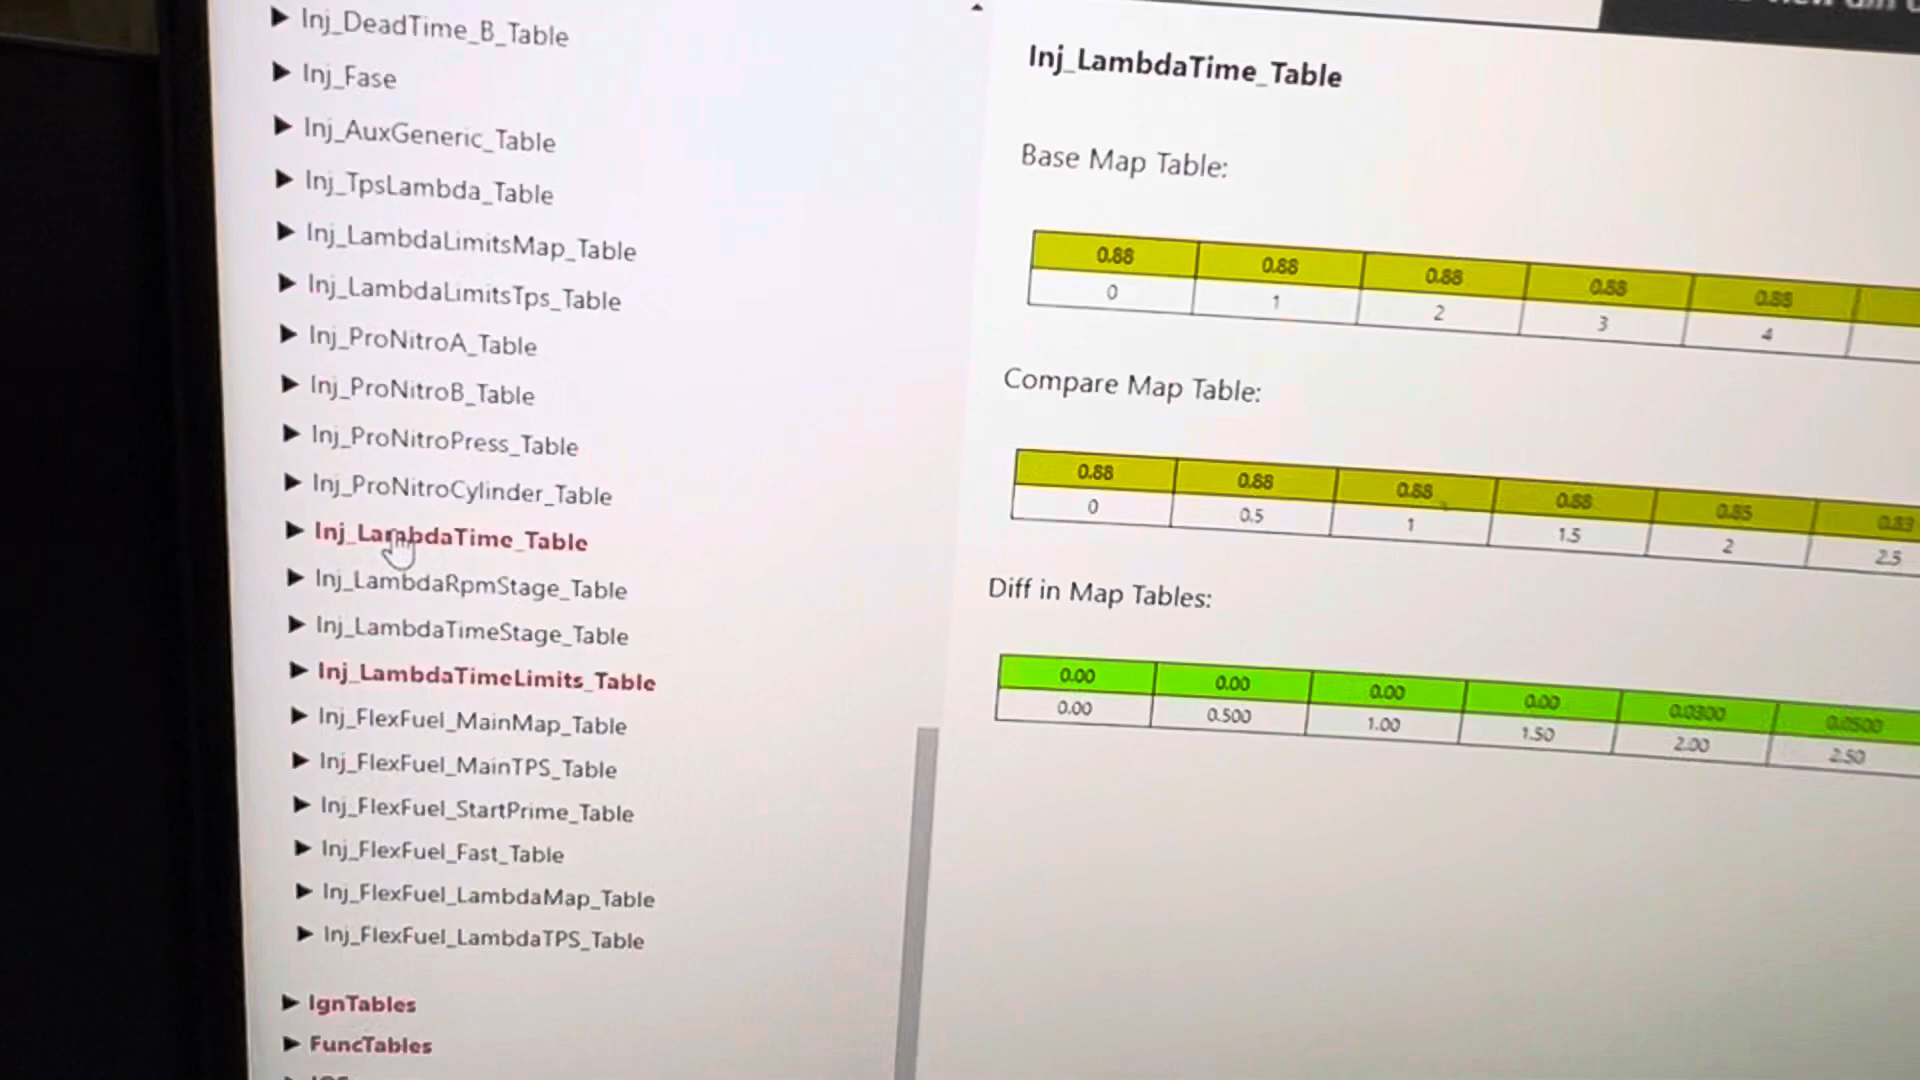 Inj_DeadTime_B_Table
Inj_Fase
Inj_AuxGeneric_Table
Inj_TpsLambda_Table
Inj_LambdaLimitsMap_Table
Inj_LambdaLimitsTps_Table
Inj_ProNitroA_Table
Inj_ProNitroB_Table
Inj_ProNitroPress_Table
Inj_ProNitroCylinder_Table
Inj_LambdaTime_Table
Inj_LambdaRpmStage_Table
Inj_LambdaTimeStage_Table
Inj_LambdaTimeLimits_Table
Inj_FlexFuel_MainMap_Table
Inj_FlexFuel_MainTPS_Table
Inj_FlexFuel_StartPrime_Table
Inj_FlexFuel_Fast_Table
Inj_FlexFuel_LambdaMap_Table
Inj_FlexFuel_LambdaTPS_Table
IgnTables
FuncTables
Inj_LambdaTime_Table
Base Map Table:
0.88 0.88 0.88 0.88 0.88
0 1 2 3 4
Compare Map Table:
0.88 0.88 0.88 0.88 0.85 0.83
0 0.5 1 1.5 2 2.5
Diff in Map Tables:
0.00 0.00 0.00 0.00 0.0300 0.0500
0.00 0.500 1.00 1.50 2.00 2.50